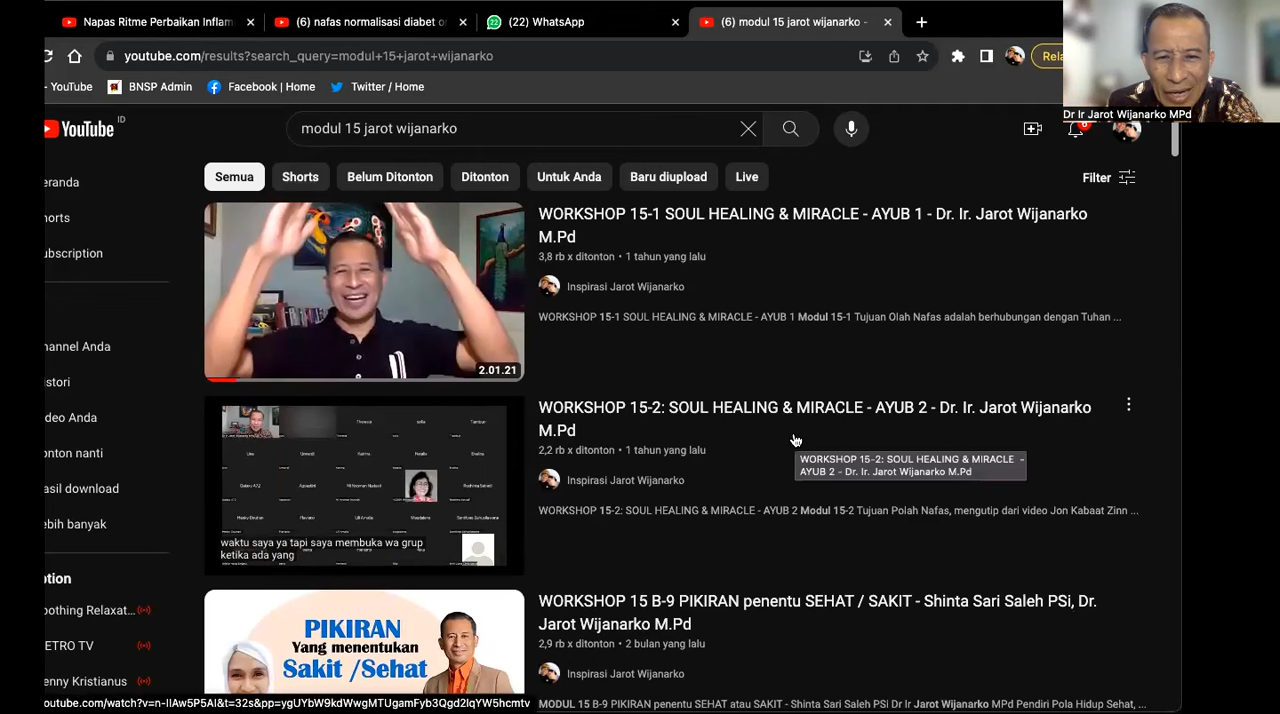 Napas Ritme Perbaikan Inflam
(6) nafas normalisasi diabet o
(22) WhatsApp
(6) modul 15 jarot wijanarko -
youtube.com/results?search_query=modul+15+jarot+wijanarko
Rela
YouTube
BNSP Admin
Facebook | Home
Twitter / Home
Dr Ir Jarot Wijanarko MPd
YouTube ID
modul 15 jarot wijanarko
6
eranda
horts
ubscription
hannel Anda
istori
ideo Anda
onton nanti
asil download
ebih banyak
ption
oothing Relaxat...
ETRO TV
enny Kristianus
Semua
Shorts
Belum Ditonton
Ditonton
Untuk Anda
Baru diupload
Live
Filter
2.01.21
WORKSHOP 15-1 SOUL HEALING & MIRACLE - AYUB 1 - Dr. Ir. Jarot Wijanarko
M.Pd
3,8 rb x ditonton • 1 tahun yang lalu
Inspirasi Jarot Wijanarko
WORKSHOP 15-1 SOUL HEALING & MIRACLE - AYUB 1 Modul 15-1 Tujuan Olah Nafas adalah berhubungan dengan Tuhan ...
waktu saya ya tapi saya membuka wa grup
ketika ada yang
WORKSHOP 15-2: SOUL HEALING & MIRACLE - AYUB 2 - Dr. Ir. Jarot Wijanarko
M.Pd
2,2 rb x ditonton • 1 tahun yang lalu
WORKSHOP 15-2: SOUL HEALING & MIRACLE -
AYUB 2 - Dr. Ir. Jarot Wijanarko M.Pd
Inspirasi Jarot Wijanarko
WORKSHOP 15-2: SOUL HEALING & MIRACLE - AYUB 2 Modul 15-2 Tujuan Polah Nafas, mengutip dari video Jon Kabaat Zinn ...
PIKIRAN
Yang menentukan
Sakit /Sehat
WORKSHOP 15 B-9 PIKIRAN penentu SEHAT / SAKIT - Shinta Sari Saleh PSi, Dr.
Jarot Wijanarko M.Pd
2,9 rb x ditonton • 2 bulan yang lalu
Inspirasi Jarot Wijanarko
MODUL 15 B-9 PIKIRAN penentu SEHAT atau SAKIT - Shinta Sari Saleh PSi Dr Ir Jarot Wijanarko MPd Pendiri Pola Hidup Sehat, ...